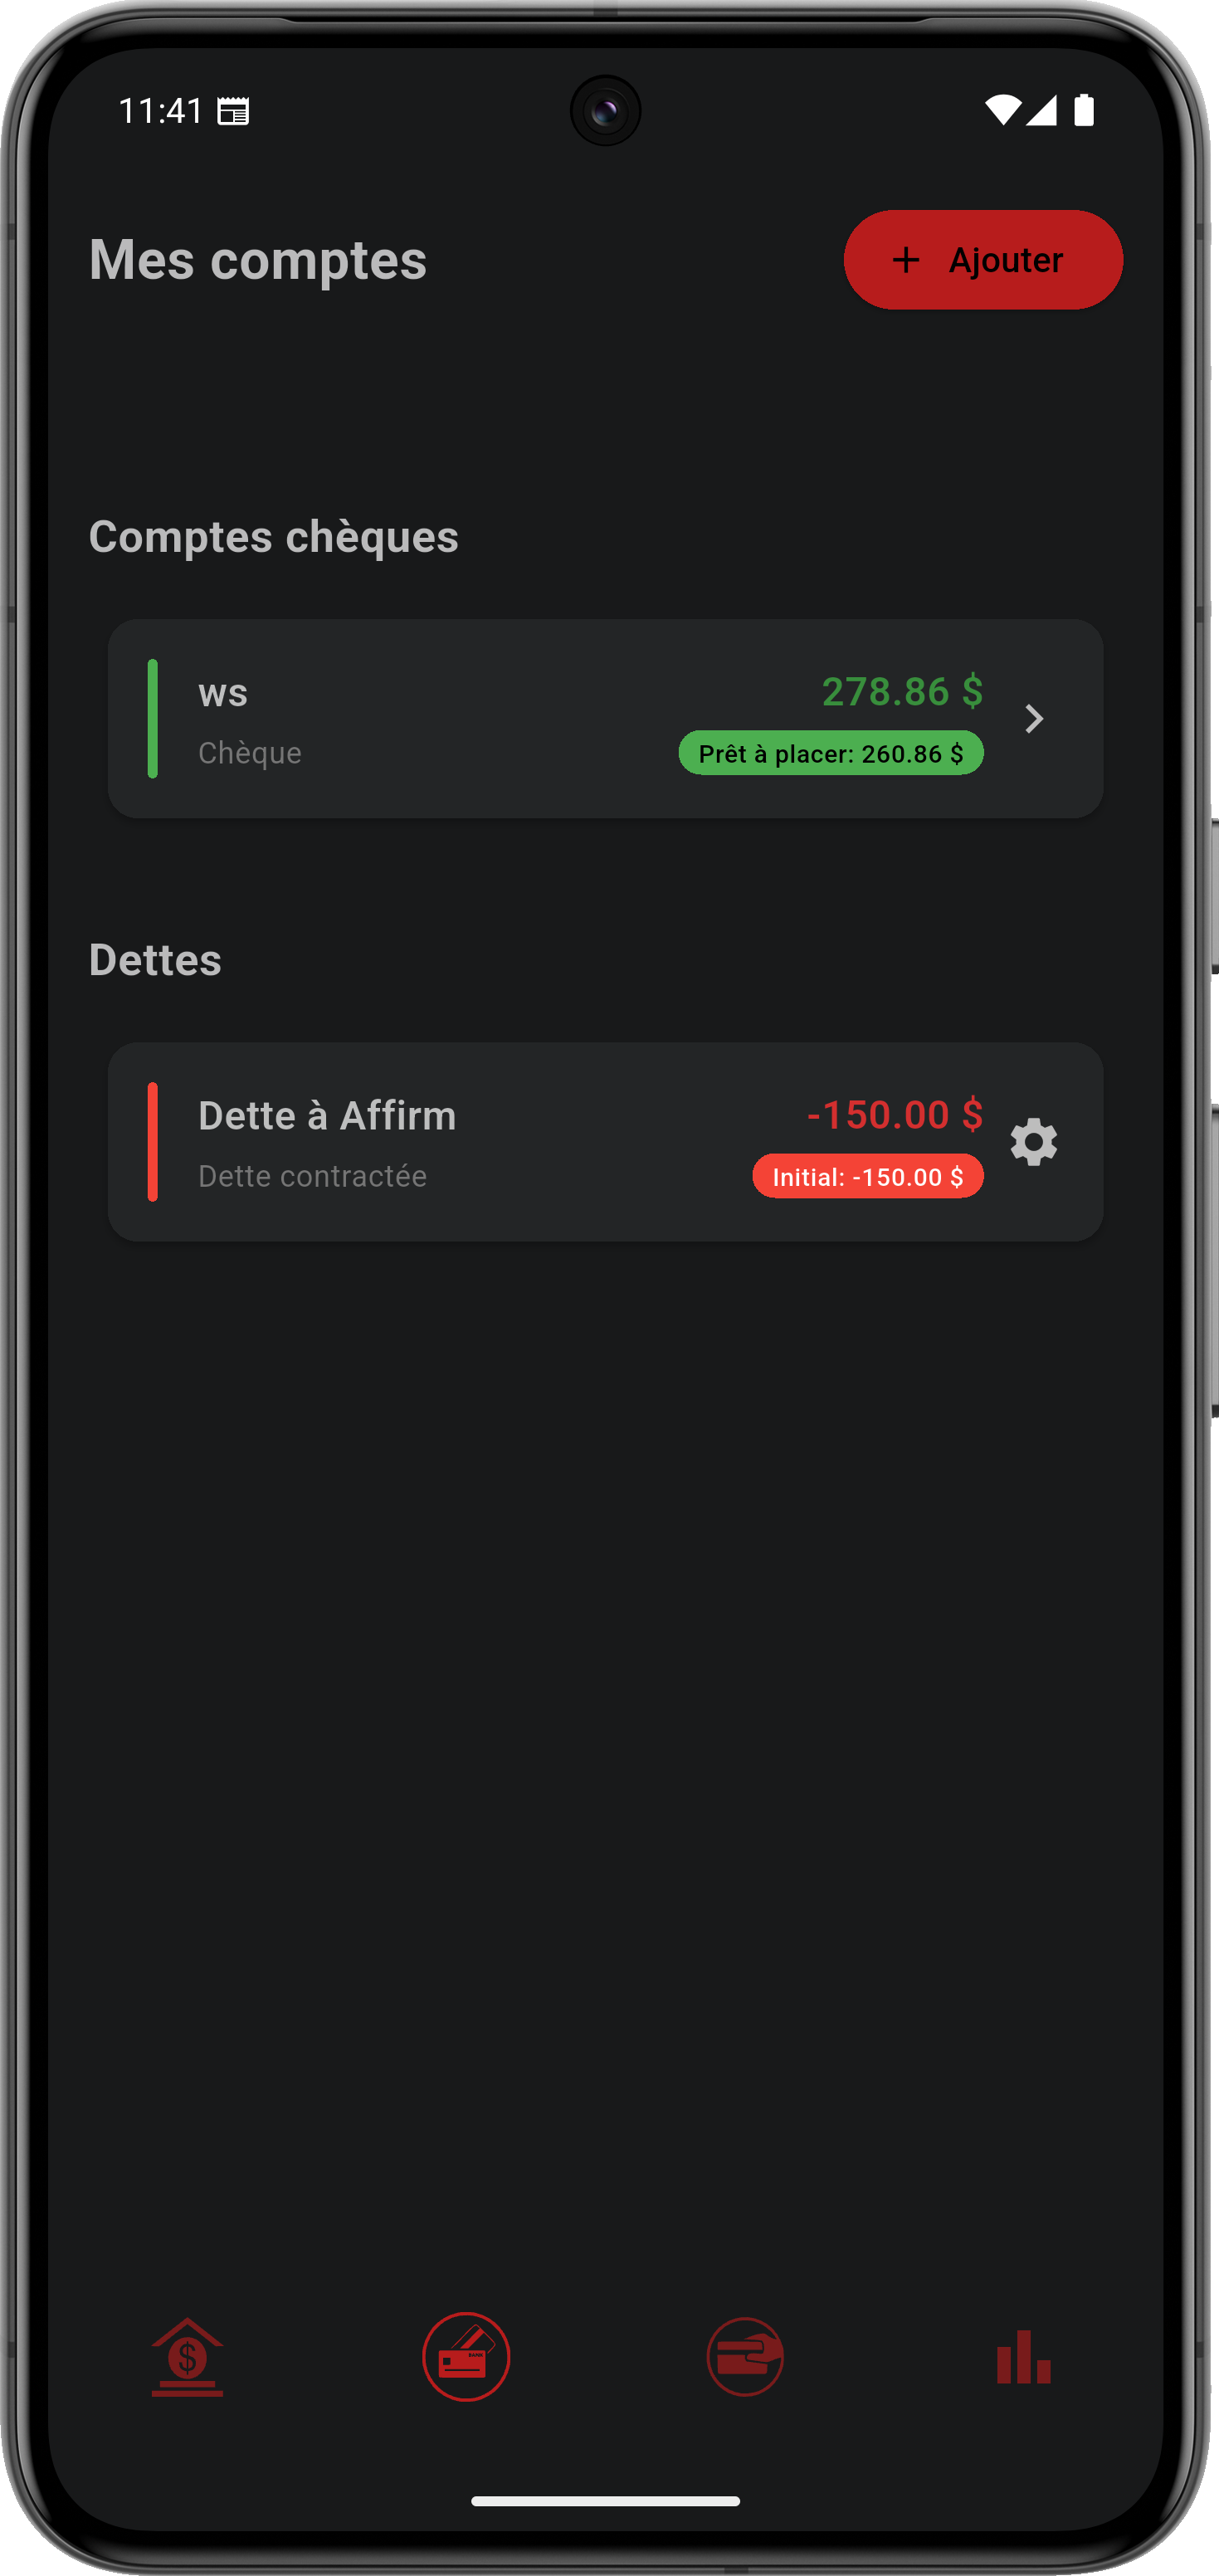 11:41
Mes comptes
+ Ajouter
Comptes chèques
ws
278.86 $
Chèque
Prêt à placer: 260.86 $
Dettes
Dette à Affirm
-150.00 $
Dette contractée
Initial: -150.00 $
$